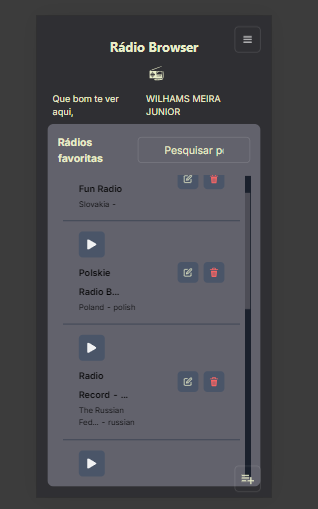 Rádio Browser
Que bom te ver
aqui,
WILHAMS MEIRA
JUNIOR
Rádios
favoritas
Pesquisar p
Fun Radio
Slovakia -
Polskie
Radio B...
Poland - polish
Radio
Record - ...
The Russian
Fed... - russian